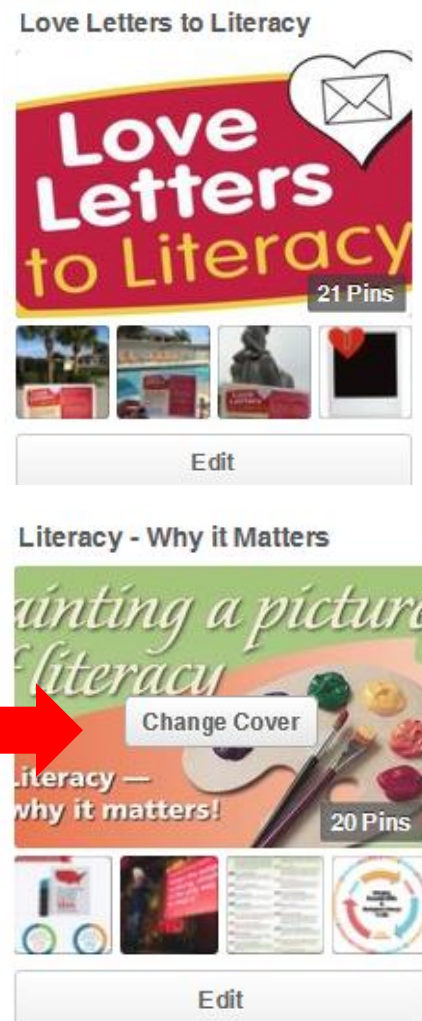 Love Letters to Literacy
Love
Letters
to Literacy
21 Pins
Edit
Literacy - Why it Matters
ainting a picture
literacy
Change Cover
iteracy —
why it matters!
20 Pins
Edit